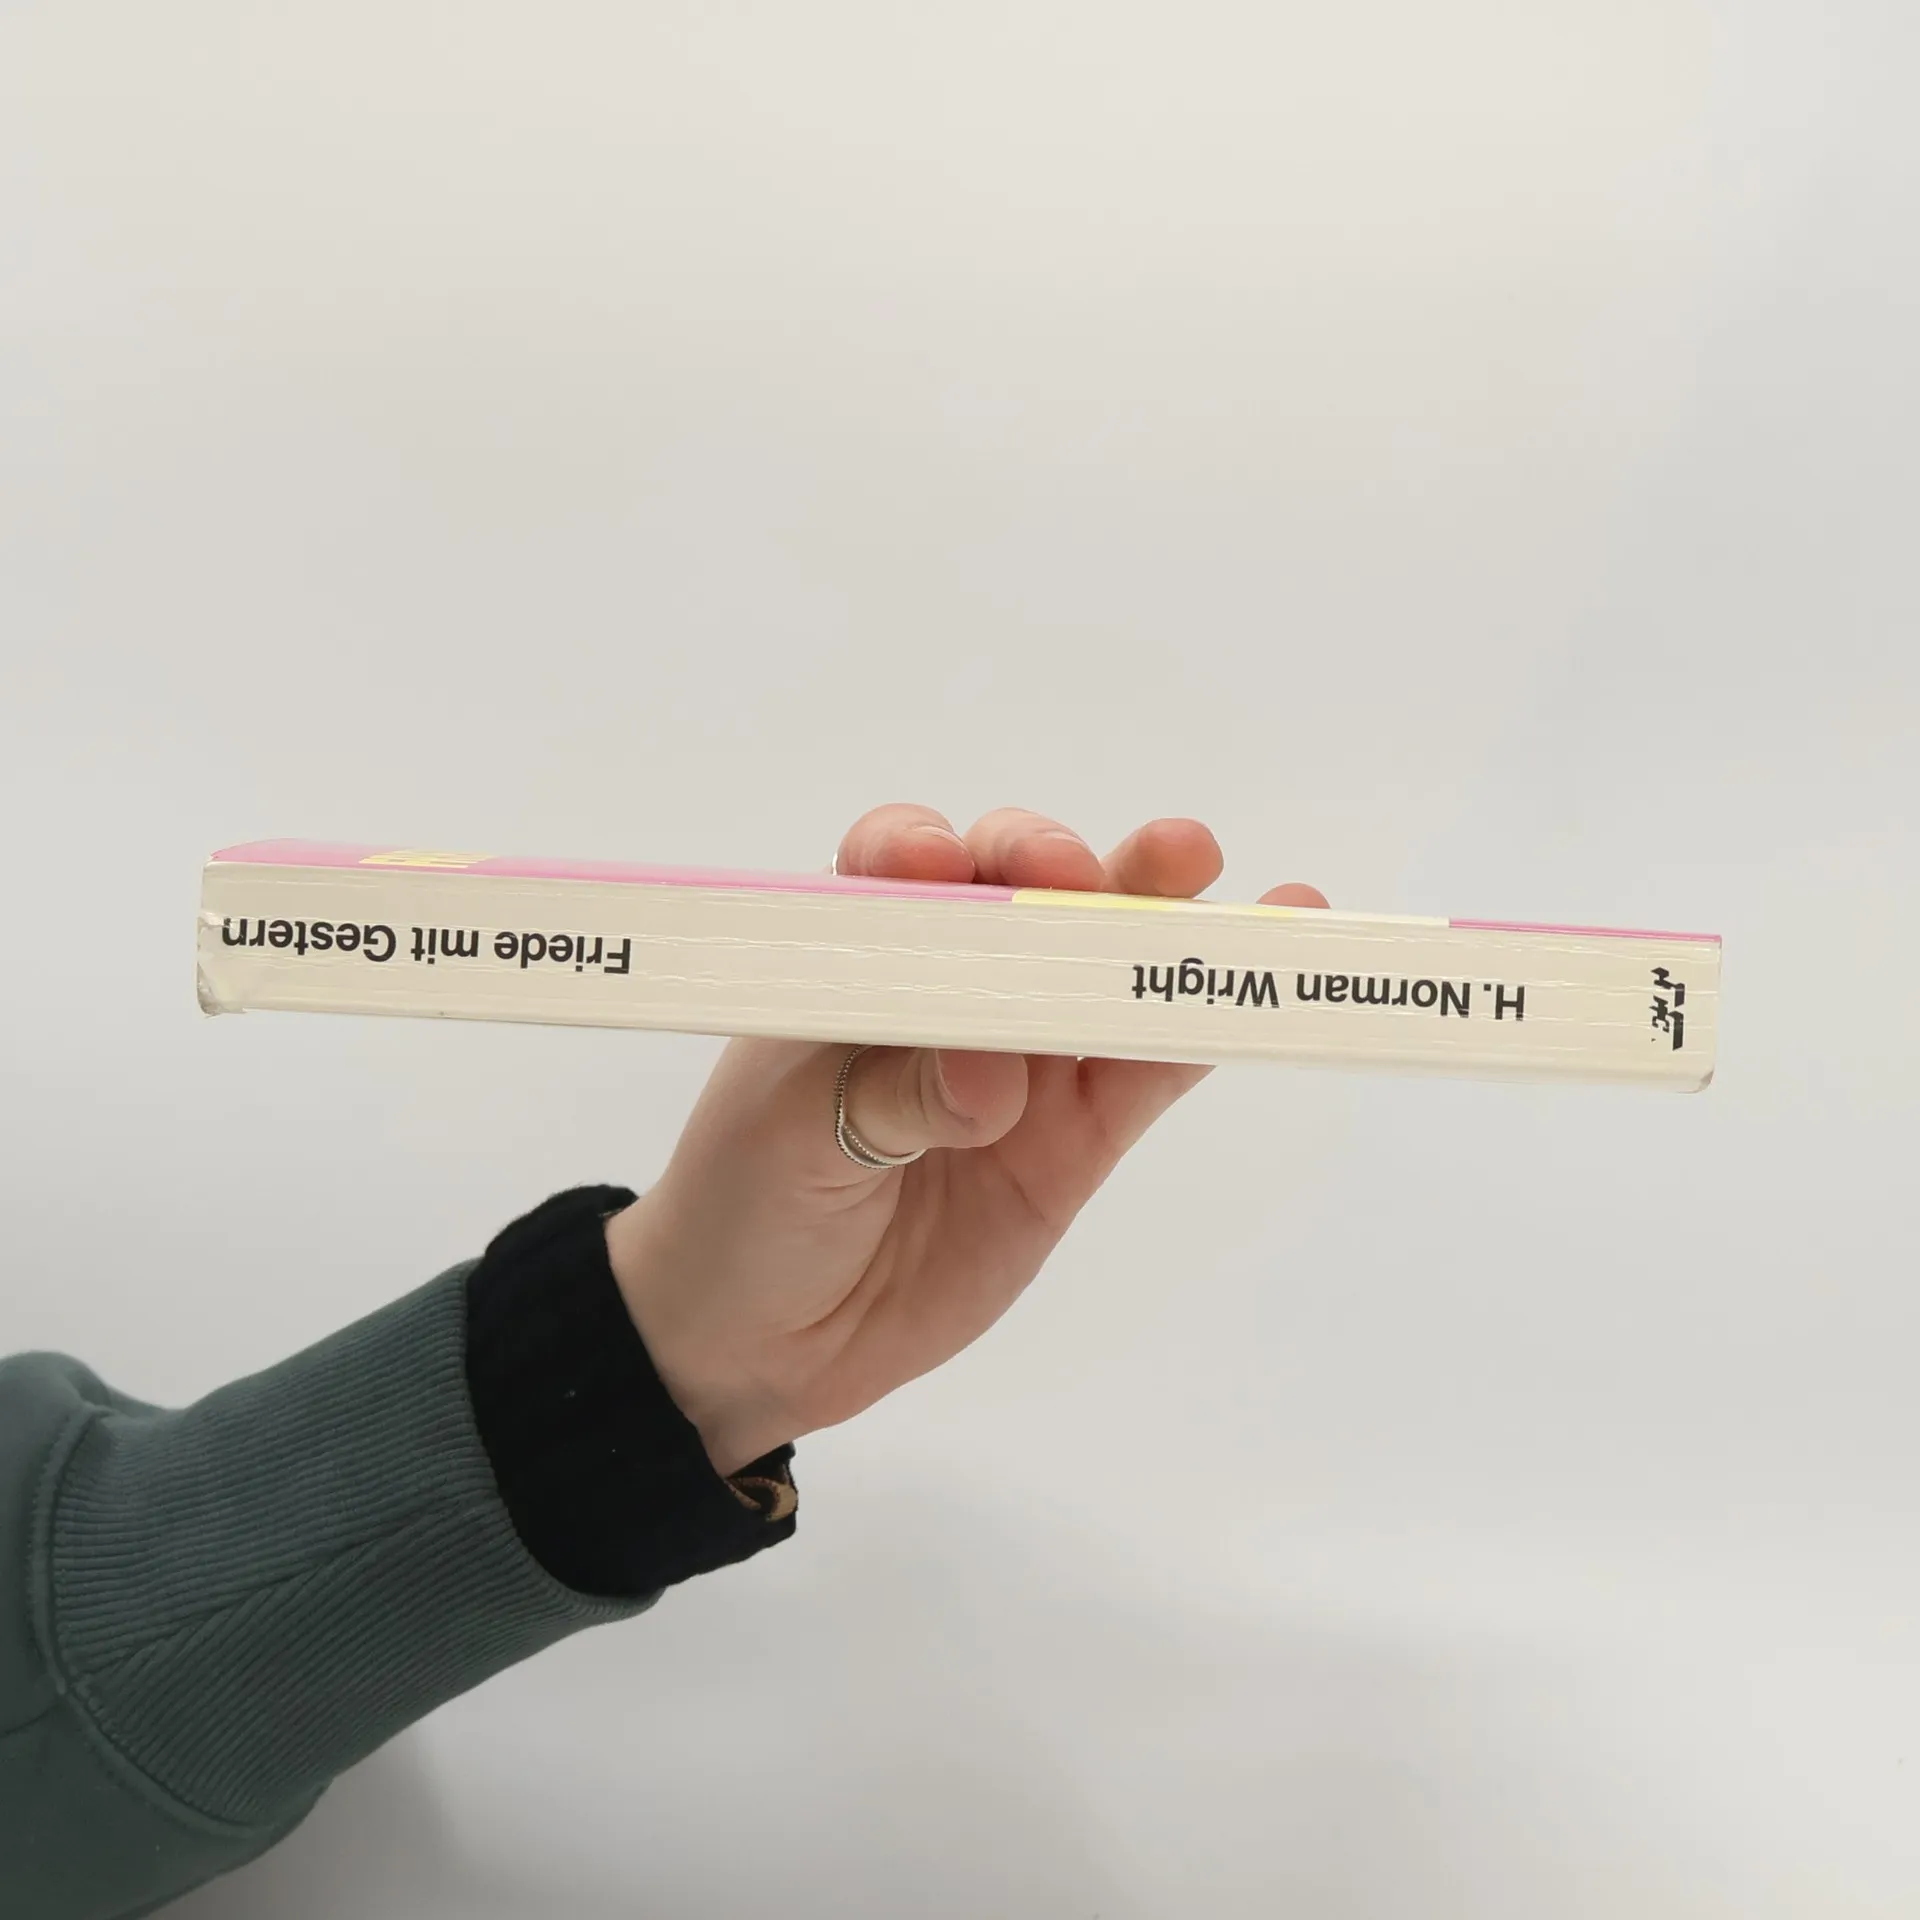 H. Norman Wright
Friede mit Gestern